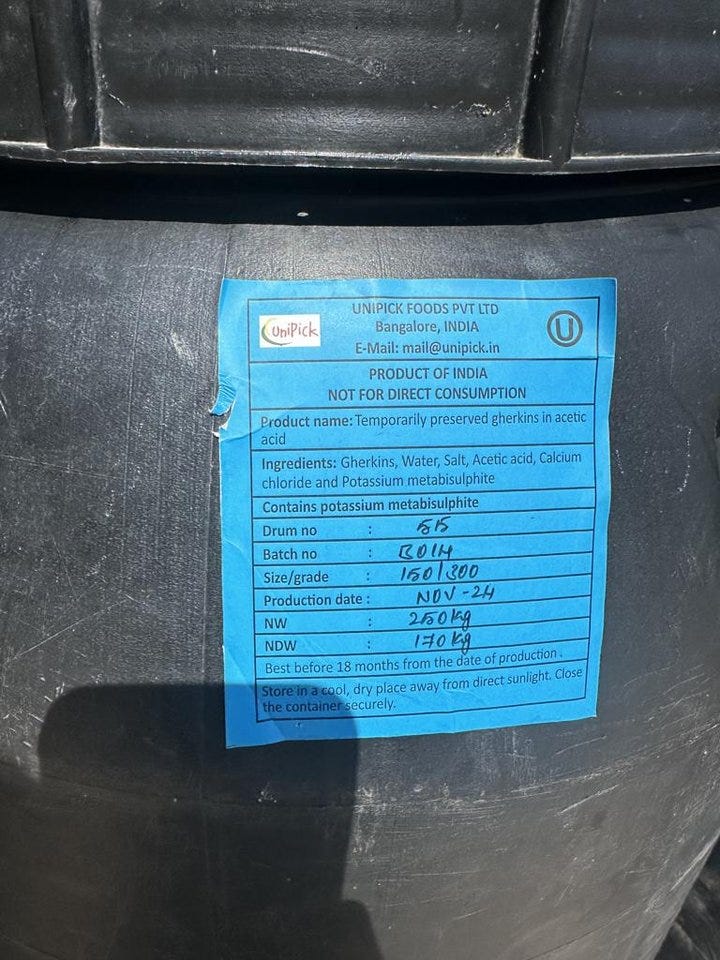 UniPick
UNIPICK FOODS PVT LTD
Bangalore, INDIA
E-Mail: mail@unipick.in
U
PRODUCT OF INDIA
NOT FOR DIRECT CONSUMPTION
Product name: Temporarily preserved gherkins in acetic
acid
Ingredients: Gherkins, Water, Salt, Acetic acid, Calcium
chloride and Potassium metabisulphite
Contains potassium metabisulphite
Drum no :
Batch no : B014
Size/grade : 150/300
Production date : NOV-24
NW : 250kg
NDW : 170kg
Best before 18 months from the date of production.
Store in a cool, dry place away from direct sunlight. Close
the container securely.